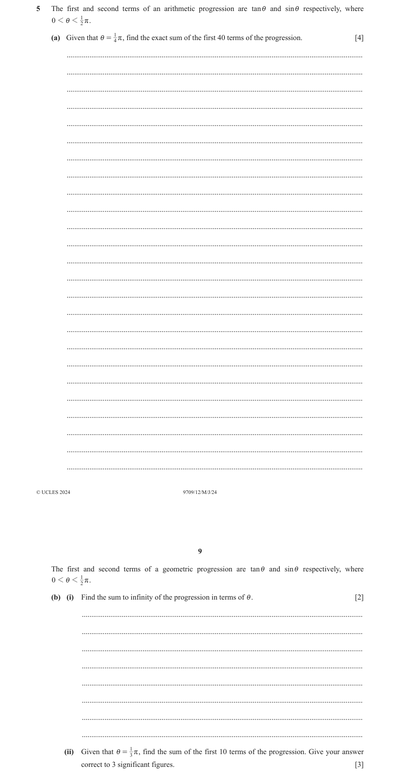 5 The first and second terms of an arithmetic progression are tan θ and sin θ respectively, where
0 < θ < ½π.
(a) Given that θ = ¼π, find the exact sum of the first 40 terms of the progression. [4]
© UCLES 2024 9709/12/M/J/24
9
The first and second terms of a geometric progression are tan θ and sin θ respectively, where
0 < θ < ½π.
(b) (i) Find the sum to infinity of the progression in terms of θ. [2]
(ii) Given that θ = ⅓π, find the sum of the first 10 terms of the progression. Give your answer
correct to 3 significant figures. [3]